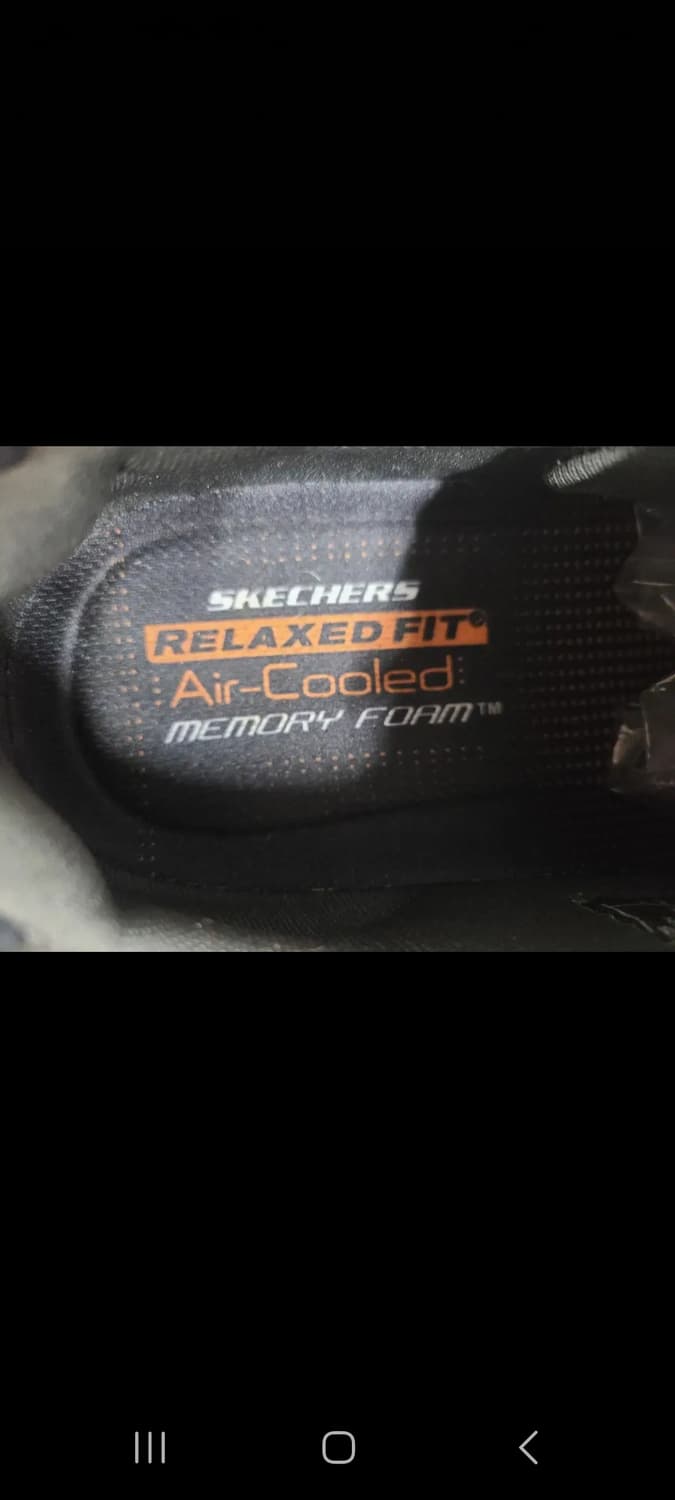 SKECHERS
RELAXED FIT®
Air-Cooled
MEMORY FOAM™